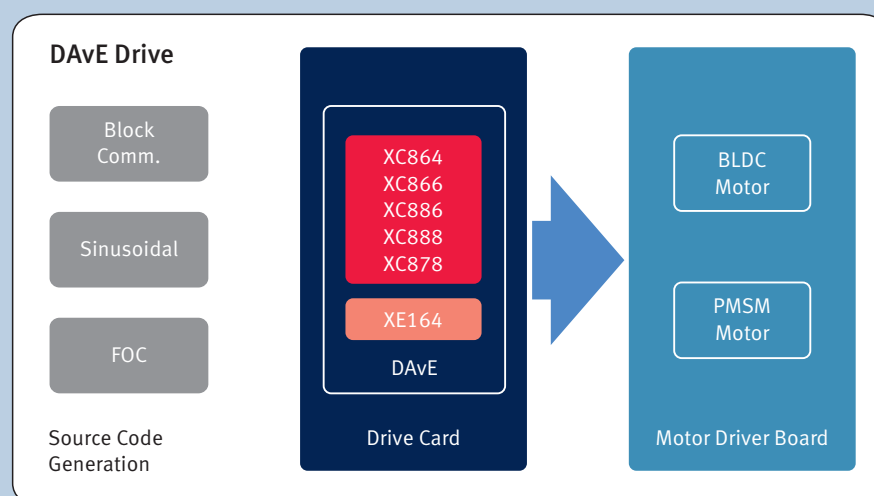 DAvE Drive
Block
Comm.
Sinusoidal
FOC
Source Code
Generation
XC864
XC866
XC886
XC888
XC878
XE164
DAvE
Drive Card
BLDC
Motor
PMSM
Motor
Motor Driver Board